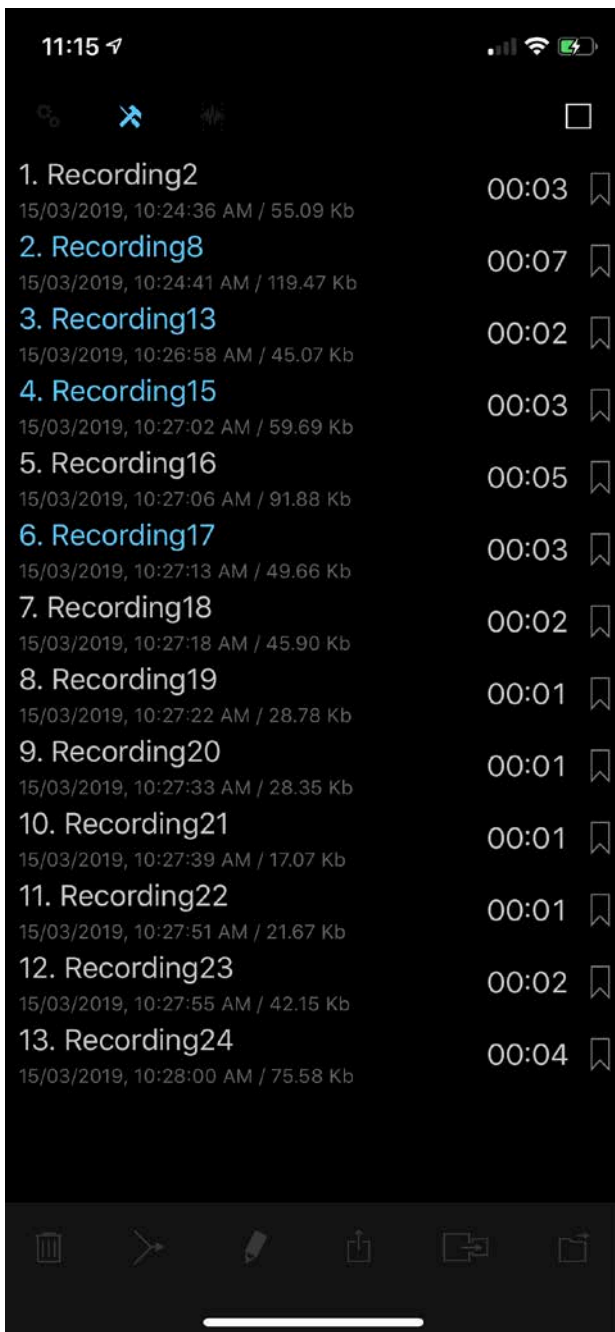 11:15
1. Recording2
00:03
15/03/2019, 10:24:36 AM / 55.09 Kb
2. Recording8
00:07
15/03/2019, 10:24:41 AM / 119.47 Kb
3. Recording13
00:02
15/03/2019, 10:26:58 AM / 45.07 Kb
4. Recording15
00:03
15/03/2019, 10:27:02 AM / 59.69 Kb
5. Recording16
00:05
15/03/2019, 10:27:06 AM / 91.88 Kb
6. Recording17
00:03
15/03/2019, 10:27:13 AM / 49.66 Kb
7. Recording18
00:02
15/03/2019, 10:27:18 AM / 45.90 Kb
8. Recording19
00:01
15/03/2019, 10:27:22 AM / 28.78 Kb
9. Recording20
00:01
15/03/2019, 10:27:33 AM / 28.35 Kb
10. Recording21
00:01
15/03/2019, 10:27:39 AM / 17.07 Kb
11. Recording22
00:01
15/03/2019, 10:27:51 AM / 21.67 Kb
12. Recording23
00:02
15/03/2019, 10:27:55 AM / 42.15 Kb
13. Recording24
00:04
15/03/2019, 10:28:00 AM / 75.58 Kb